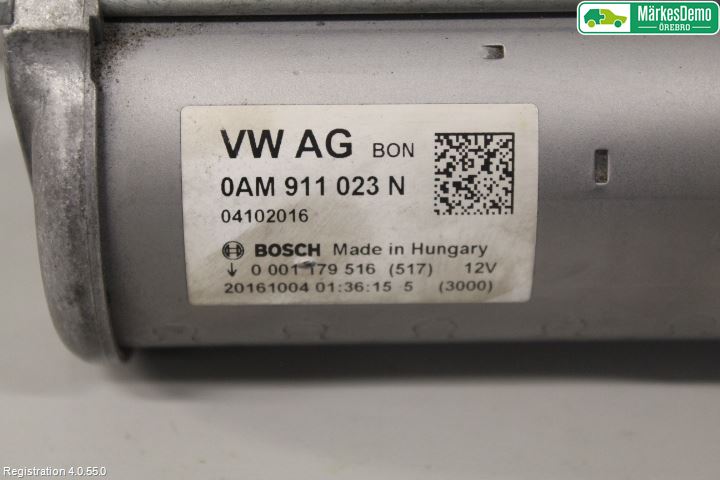 MärkesDemo
ÖREBRO
VW AG BON
0AM 911 023 N
04102016
BOSCH Made in Hungary
↓ 0 001 179 516 (517) 12V
20161004 01:36:15 5 (3000)
Registration 4.0.55.0